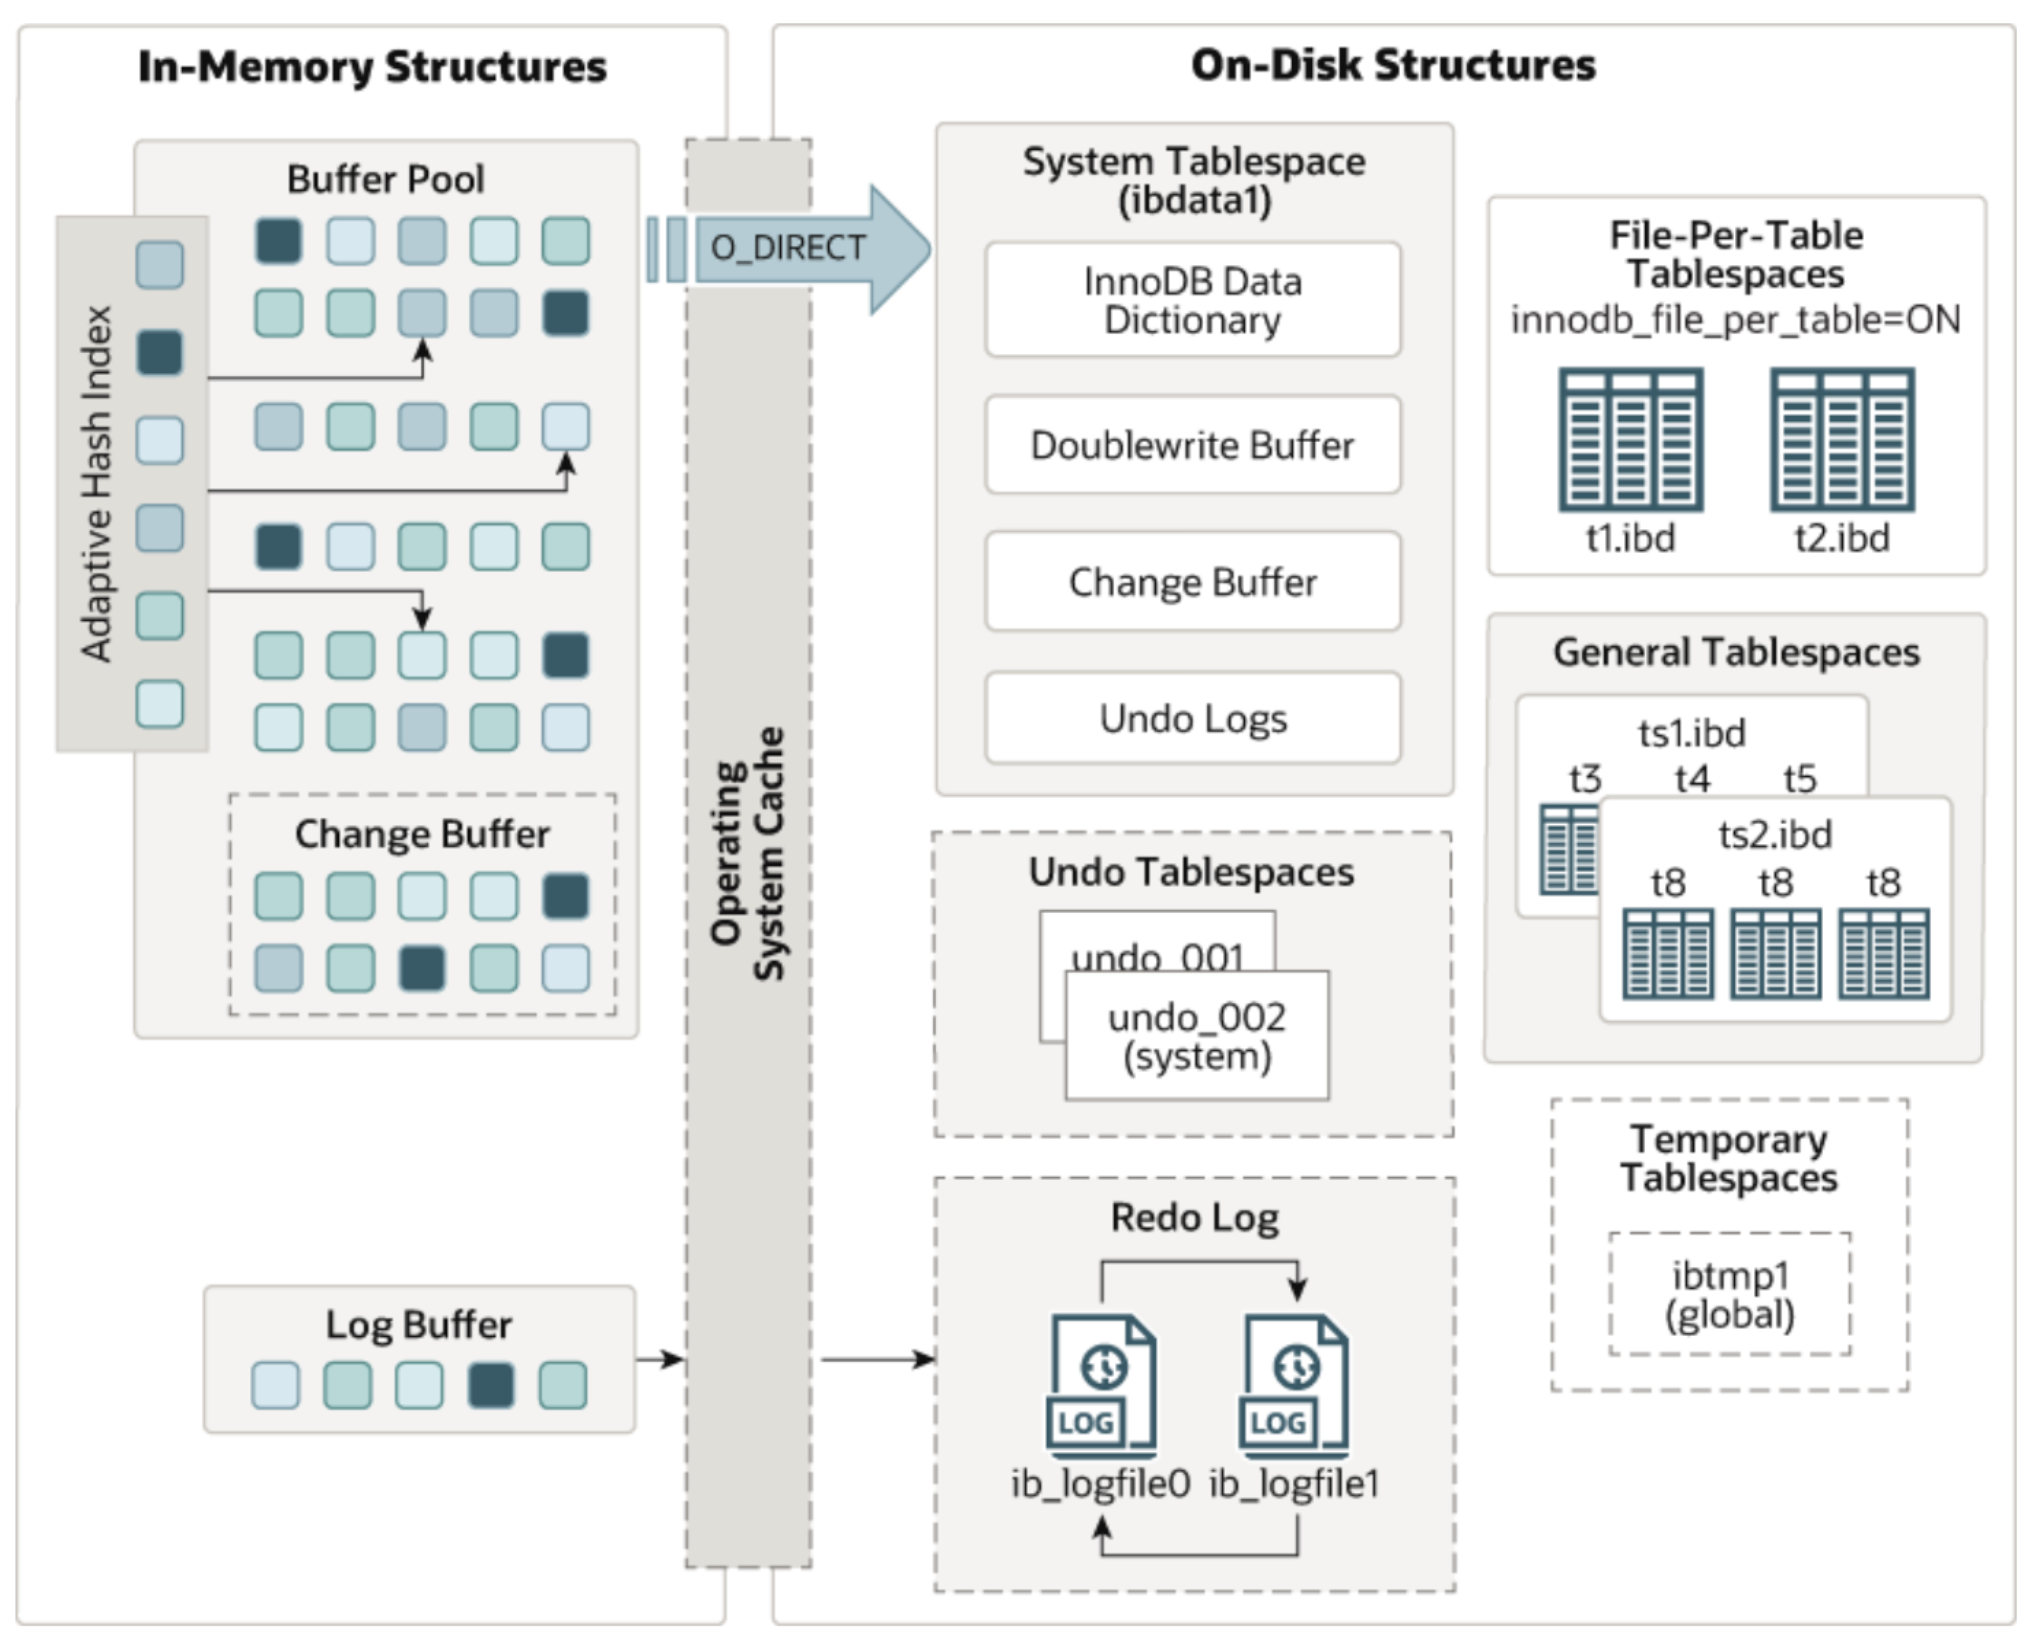 In-Memory Structures
Buffer Pool
Adaptive Hash Index
Change Buffer
Log Buffer
Operating
System Cache
O_DIRECT
On-Disk Structures
System Tablespace
(ibdata1)
InnoDB Data
Dictionary
Doublewrite Buffer
Change Buffer
Undo Logs
Undo Tablespaces
undo_001
undo_002
(system)
Redo Log
LOG
LOG
ib_logfile0 ib_logfile1
File-Per-Table
Tablespaces
innodb_file_per_table=ON
t1.ibd t2.ibd
General Tablespaces
ts1.ibd
t3 t4 t5
ts2.ibd
t8 t8 t8
Temporary
Tablespaces
ibtmp1
(global)